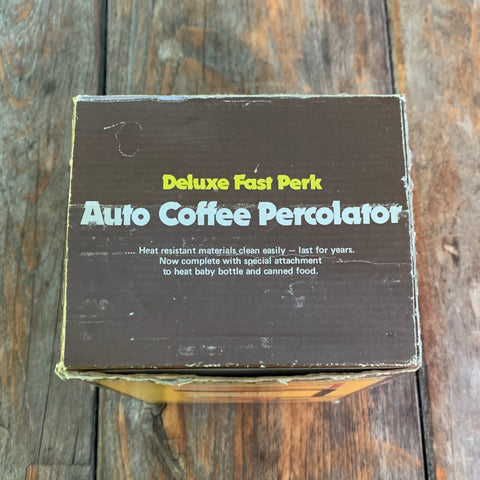 Deluxe Fast Perk
Auto Coffee Percolator
.... Heat resistant materials clean easily — last for years.
Now complete with special attachment
to heat baby bottle and canned food.